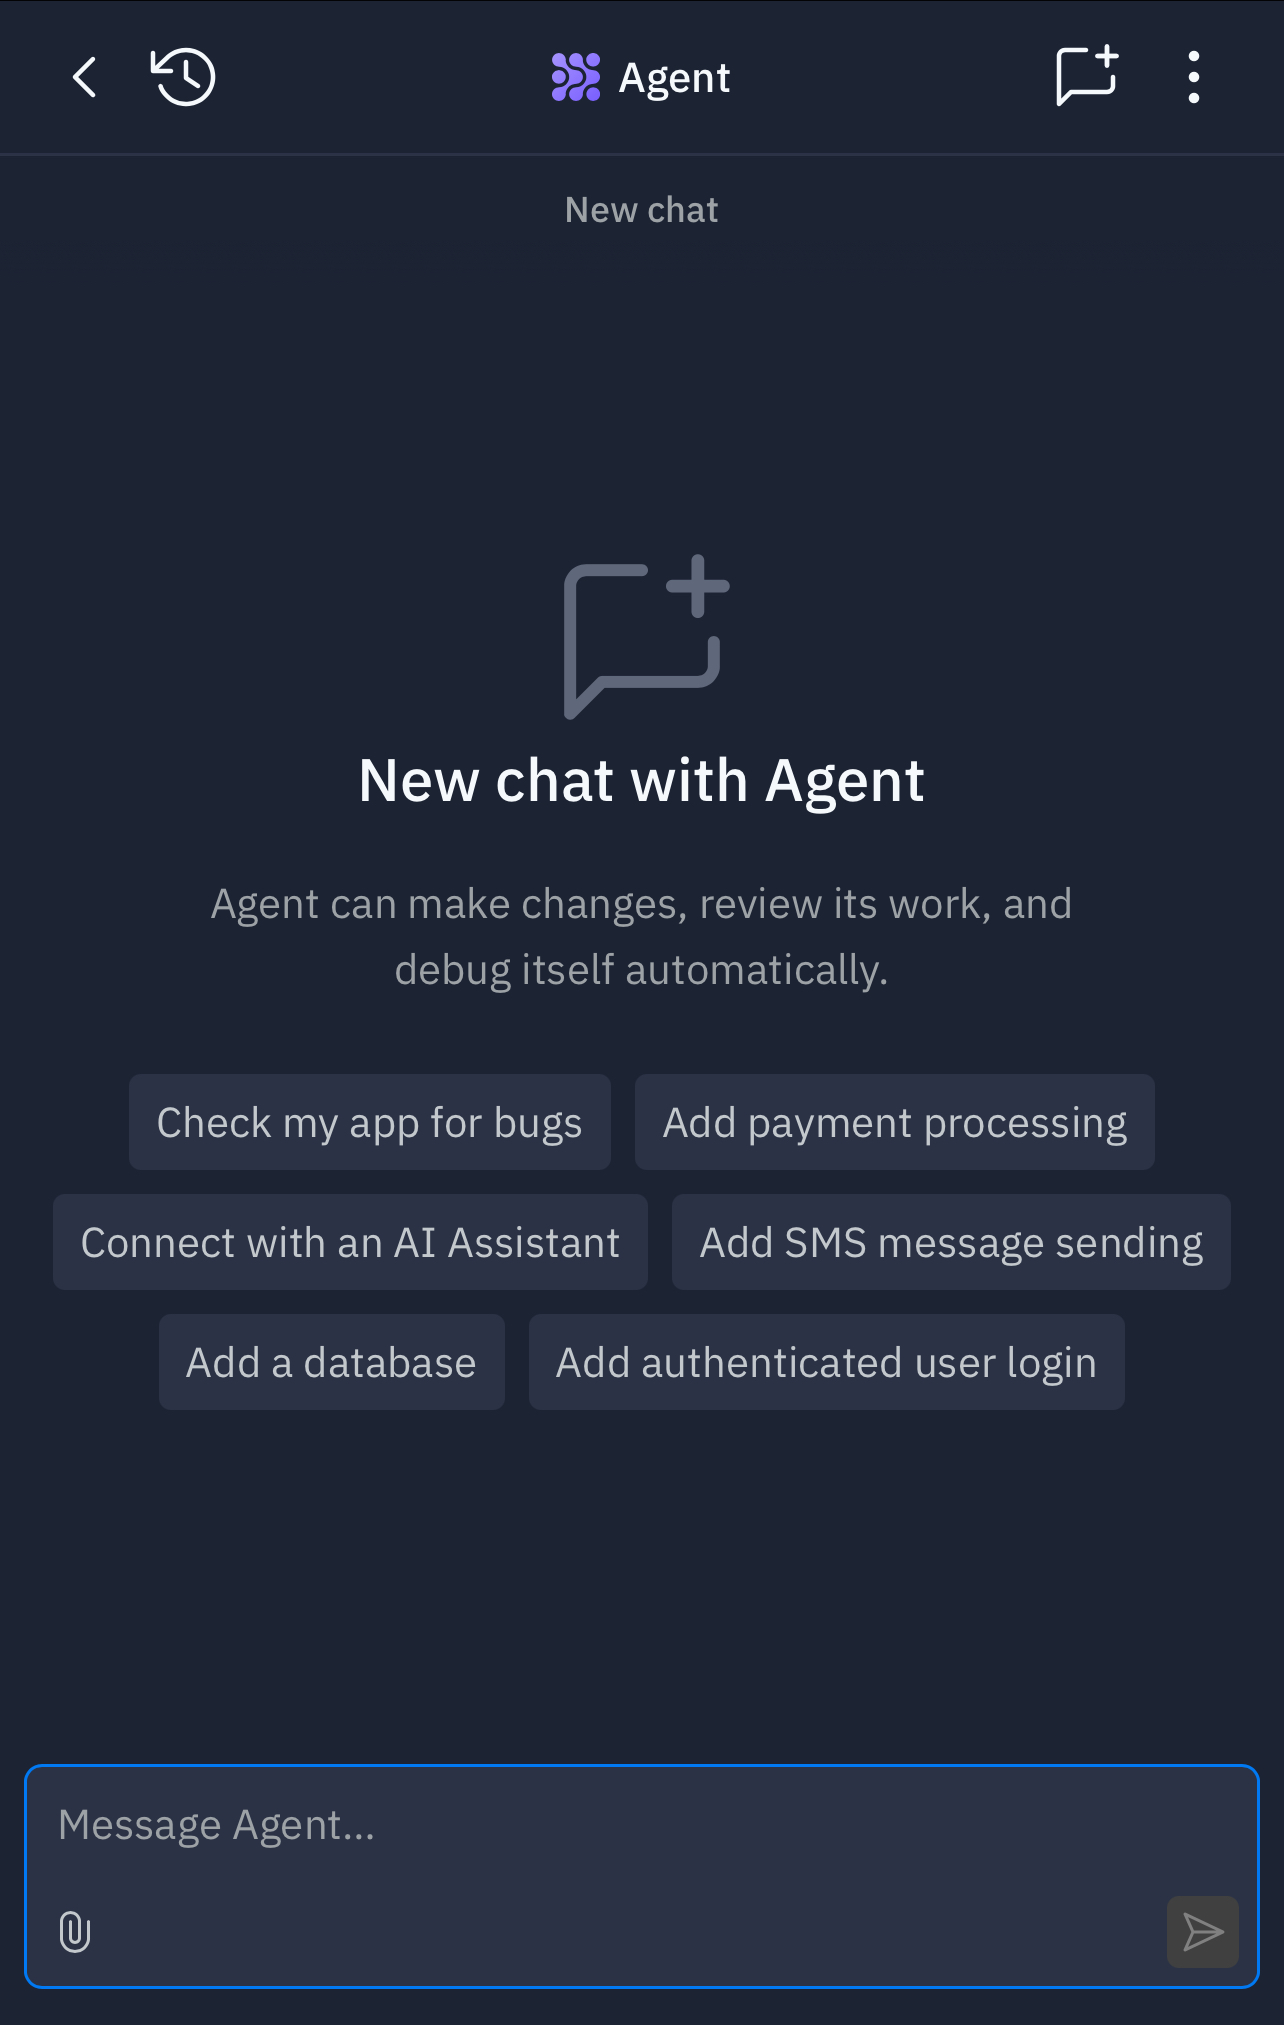 Agent
New chat
New chat with Agent
Agent can make changes, review its work, and
debug itself automatically.
Check my app for bugs
Add payment processing
Connect with an AI Assistant
Add SMS message sending
Add a database
Add authenticated user login
Message Agent...